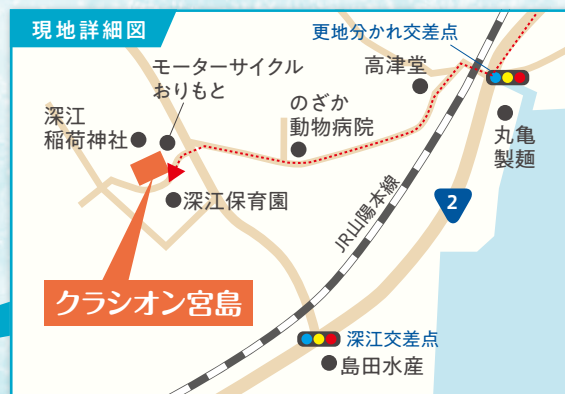 現地詳細図
更地分かれ交差点
モーターサイクル
おりもと
高津堂
深江
稲荷神社
のざか
動物病院
丸亀
製麺
深江保育園
JR山陽本線
2
クラシオン宮島
深江交差点
島田水産